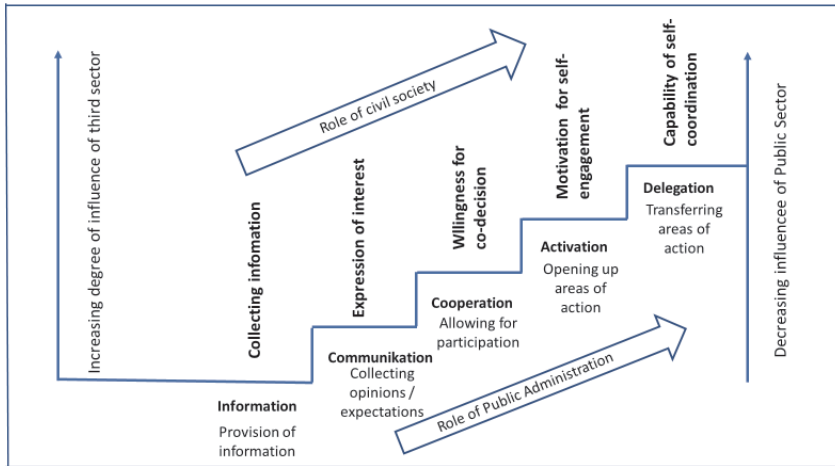 Increasing degree of influence of third sector
Role of civil society
Collecting infomation
Expression of interest
Wllingness for
co-decision
Motivation for self-
engagement
Capability of self-
coordination
Decreasing influencee of Public Sector
Information
Provision of
information
Communikation
Collecting
opinions /
expectations
Cooperation
Allowing for
participation
Activation
Opening up
areas of
action
Delegation
Transferring
areas of
action
Role of Public Administration